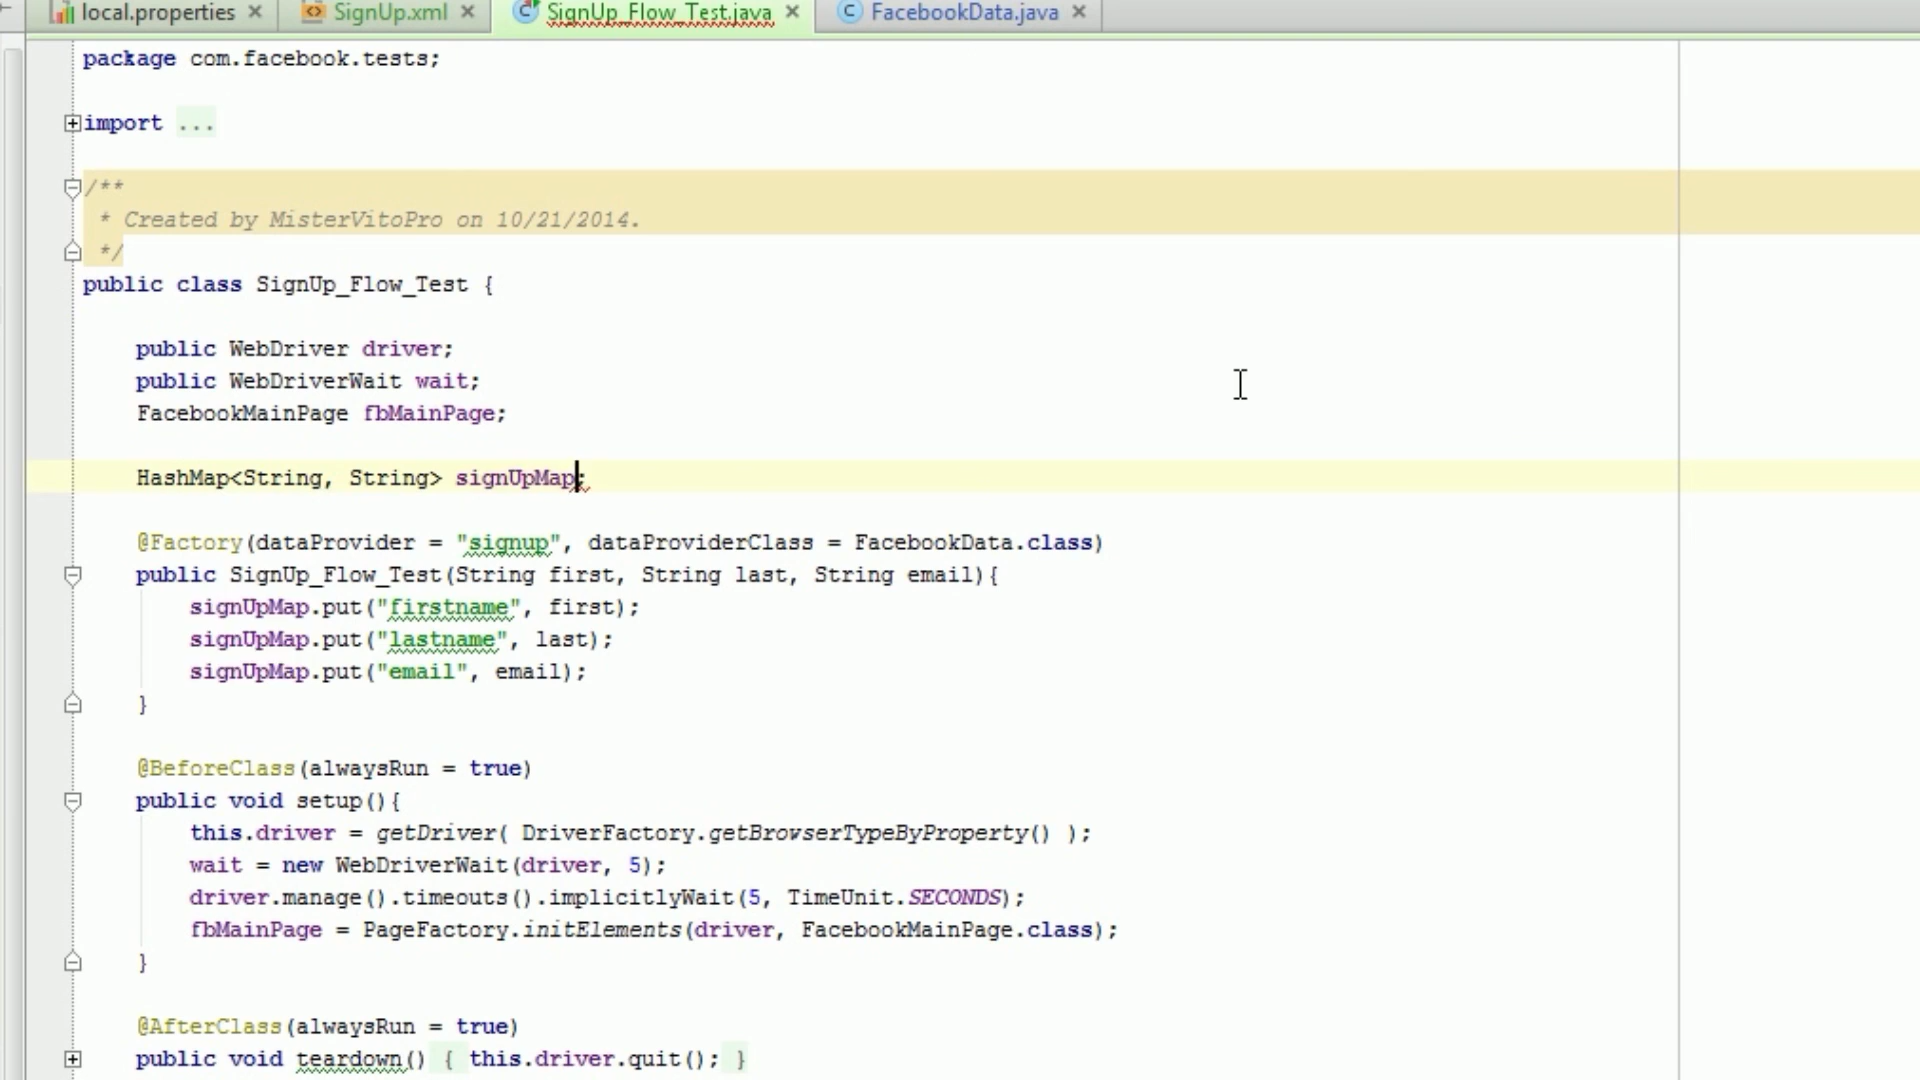 local.properties SignUp.xml SignUp_Flow_Test.java FacebookData.java
package com.facebook.tests;
import ...
/**
* Created by MisterVitoPro on 10/21/2014.
*/
public class SignUp_Flow_Test {
public WebDriver driver;
public WebDriverWait wait;
FacebookMainPage fbMainPage;
HashMap<String, String> signUpMap;
@Factory(dataProvider = "signup", dataProviderClass = FacebookData.class)
public SignUp_Flow_Test(String first, String last, String email){
signUpMap.put("firstname", first);
signUpMap.put("lastname", last);
signUpMap.put("email", email);
}
@BeforeClass(alwaysRun = true)
public void setup(){
this.driver = getDriver( DriverFactory.getBrowserTypeByProperty() );
wait = new WebDriverWait(driver, 5);
driver.manage().timeouts().implicitlyWait(5, TimeUnit.SECONDS);
fbMainPage = PageFactory.initElements(driver, FacebookMainPage.class);
}
@AfterClass(alwaysRun = true)
public void teardown() { this.driver.quit(); }